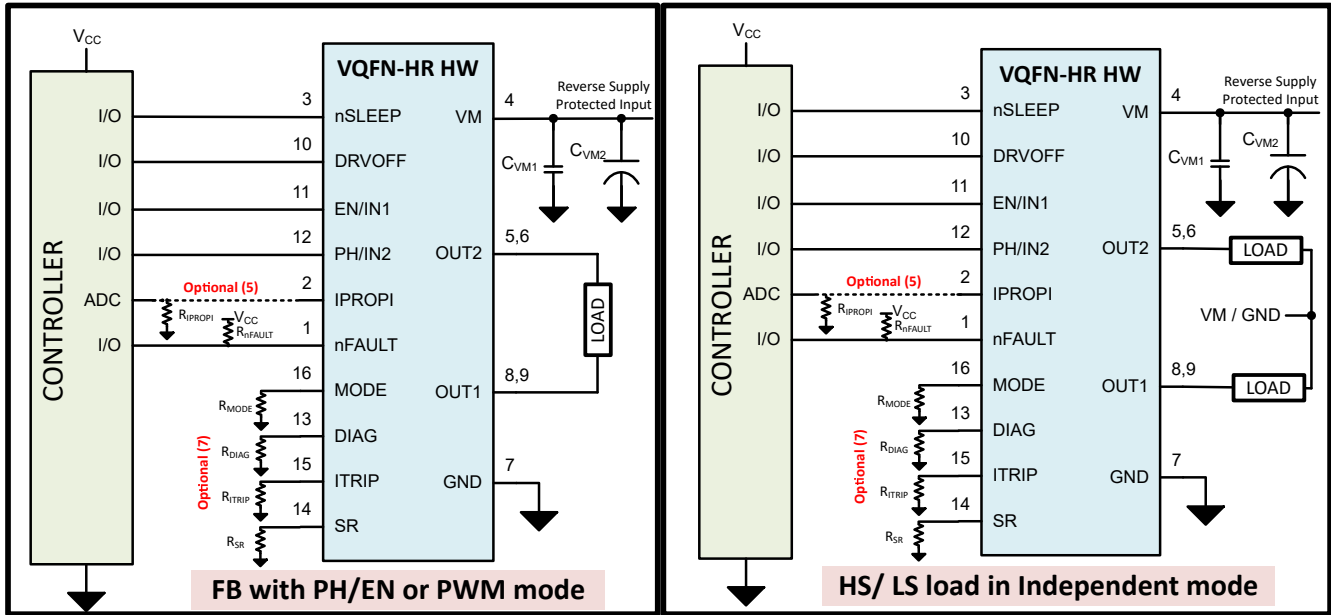 VCC
CONTROLLER
I/O
I/O
I/O
I/O
ADC
I/O
3
10
11
12
2
1
16
13
15
14
Optional (5)
RIPROPI
VCC
RnFAULT
RMODE
RDIAG
RITRIP
RSR
Optional (7)
VQFN-HR HW
nSLEEP
DRVOFF
EN/IN1
PH/IN2
IPROPI
nFAULT
MODE
DIAG
ITRIP
SR
VM
OUT2
OUT1
GND
4
5,6
8,9
7
Reverse Supply
Protected Input
CVM1
CVM2
LOAD
FB with PH/EN or PWM mode
VCC
CONTROLLER
I/O
I/O
I/O
I/O
ADC
I/O
3
10
11
12
2
1
16
13
15
14
Optional (5)
RIPROPI
VCC
RnFAULT
RMODE
RDIAG
RITRIP
RSR
Optional (7)
VQFN-HR HW
nSLEEP
DRVOFF
EN/IN1
PH/IN2
IPROPI
nFAULT
MODE
DIAG
ITRIP
SR
VM
OUT2
OUT1
GND
4
5,6
8,9
7
Reverse Supply
Protected Input
CVM1
CVM2
LOAD
VM / GND
LOAD
HS/ LS load in Independent mode